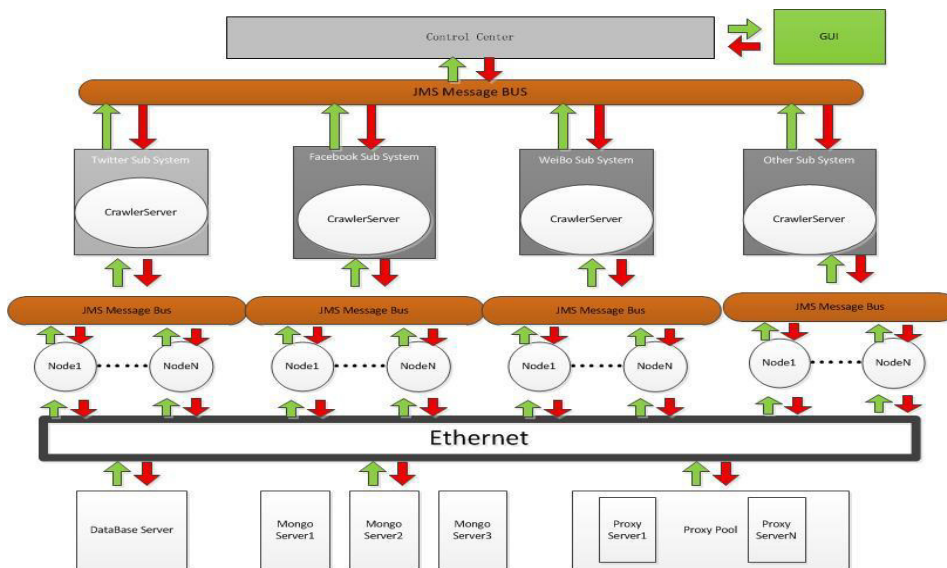 Control Center
GUI
JMS Message BUS
Twitter Sub System
Facebook Sub System
WeiBo Sub System
Other Sub System
CrawlerServer
CrawlerServer
CrawlerServer
CrawlerServer
JMS Message Bus
JMS Message Bus
JMS Message Bus
JMS Message Bus
Node1
NodeN
Node1
NodeN
Node1
NodeN
Node1
NodeN
Ethernet
DataBase Server
Mongo
Server1
Mongo
Server2
Mongo
Server3
Proxy
Server1
Proxy Pool
Proxy
ServerN